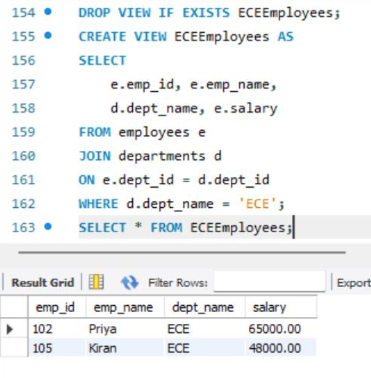 154 DROP VIEW IF EXISTS ECEEmployees;
155 CREATE VIEW ECEEmployees AS
156 SELECT
157 e.emp_id, e.emp_name,
158 d.dept_name, e.salary
159 FROM employees e
160 JOIN departments d
161 ON e.dept_id = d.dept_id
162 WHERE d.dept_name = 'ECE';
163 SELECT * FROM ECEEmployees;
Result Grid Filter Rows: Export
emp_id emp_name dept_name salary
102 Priya ECE 65000.00
105 Kiran ECE 48000.00